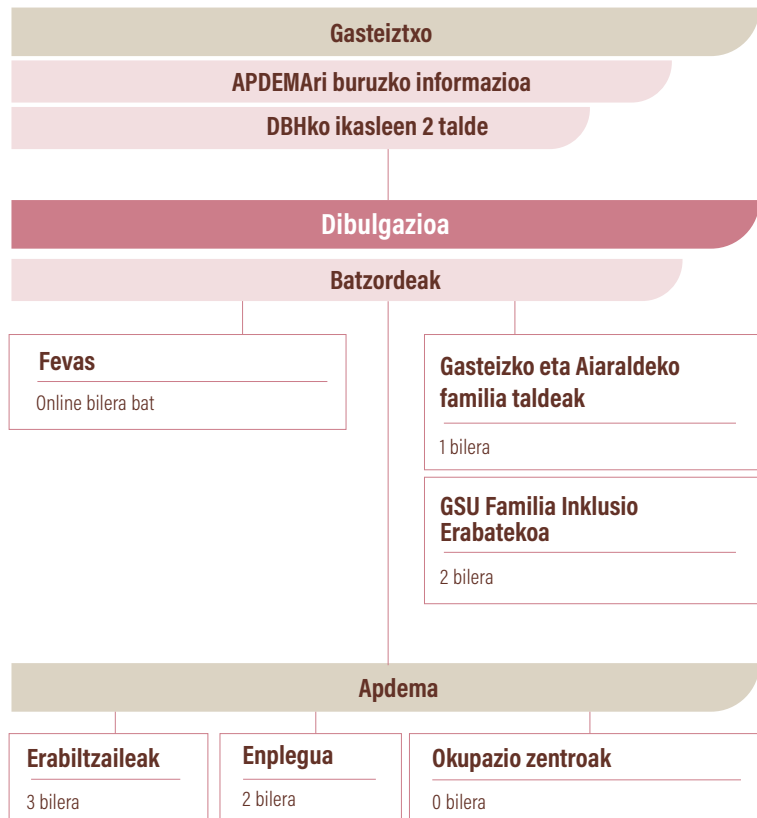 Gasteiztxo
APDEMAri buruzko informazioa
DBHko ikasleen 2 talde
Dibulgazioa
Batzordeak
Fevas
Online bilera bat
Gasteizko eta Aiaraldeko
familia taldeak
1 bilera
GSU Familia Inklusio
Erabatekoa
2 bilera
Apdema
Erabiltzaileak
3 bilera
Enplegua
2 bilera
Okupazio zentroak
0 bilera